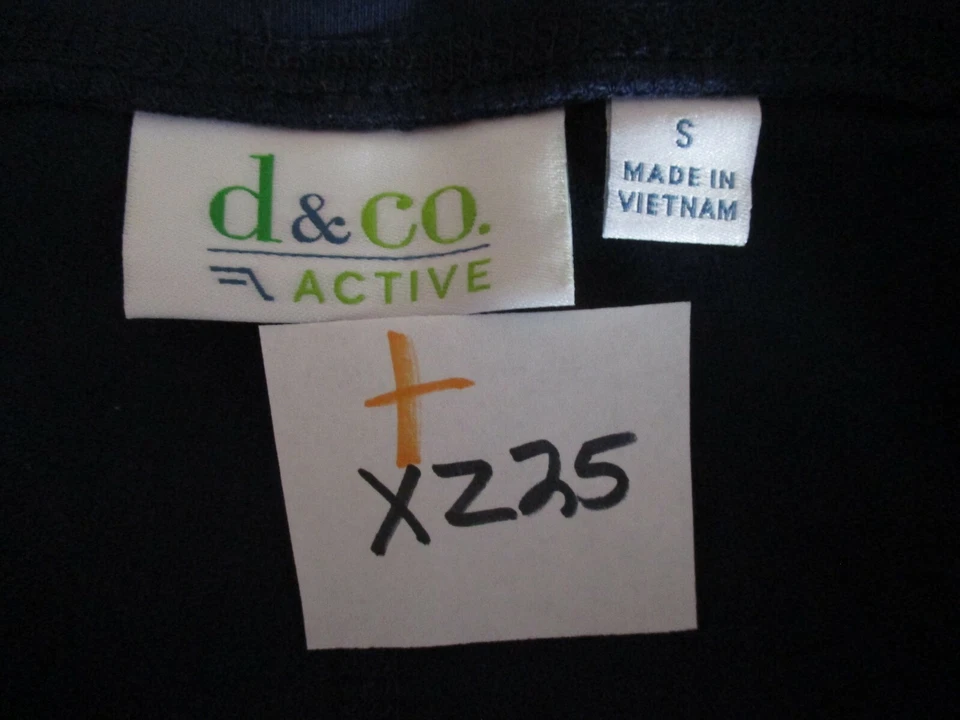 d&co.
ACTIVE
S
MADE IN
VIETNAM
XZ25